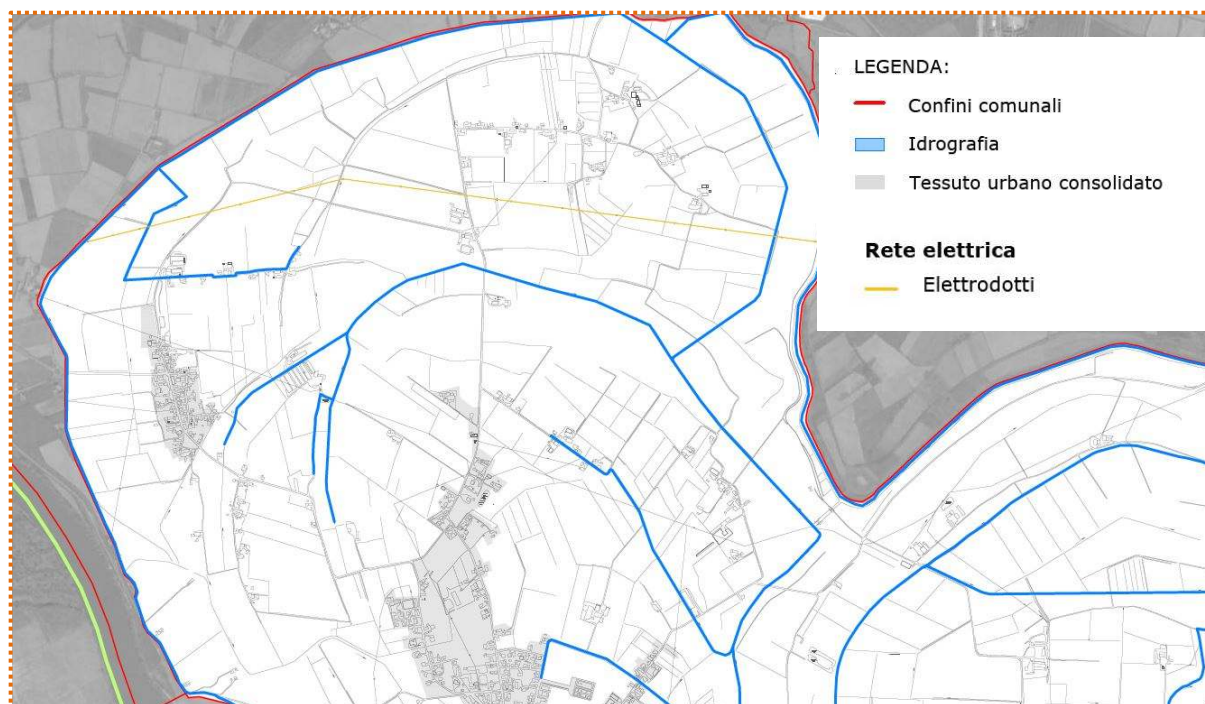 LEGENDA:
Confini comunali
Idrografia
Tessuto urbano consolidato
Rete elettrica
Elettrodotti